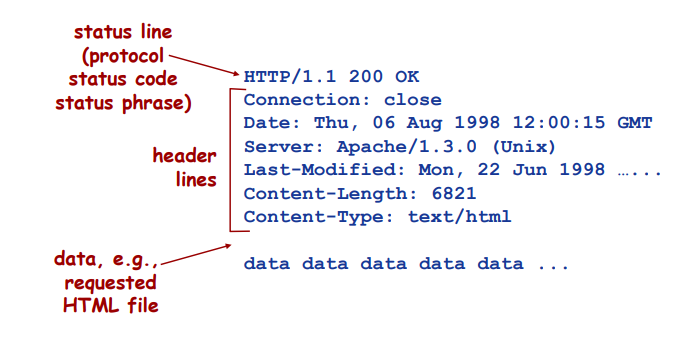 status line
(protocol
status code
status phrase)
HTTP/1.1 200 OK
Connection: close
Date: Thu, 06 Aug 1998 12:00:15 GMT
Server: Apache/1.3.0 (Unix)
Last-Modified: Mon, 22 Jun 1998 …...
Content-Length: 6821
Content-Type: text/html
header
lines
data, e.g.,
requested
HTML file
data data data data data ...